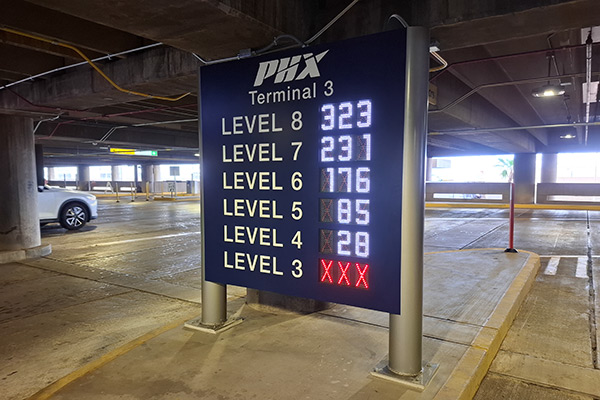 PHX
Terminal 3
LEVEL 8 323
LEVEL 7 231
LEVEL 6 176
LEVEL 5 85
LEVEL 4 28
LEVEL 3 XXX